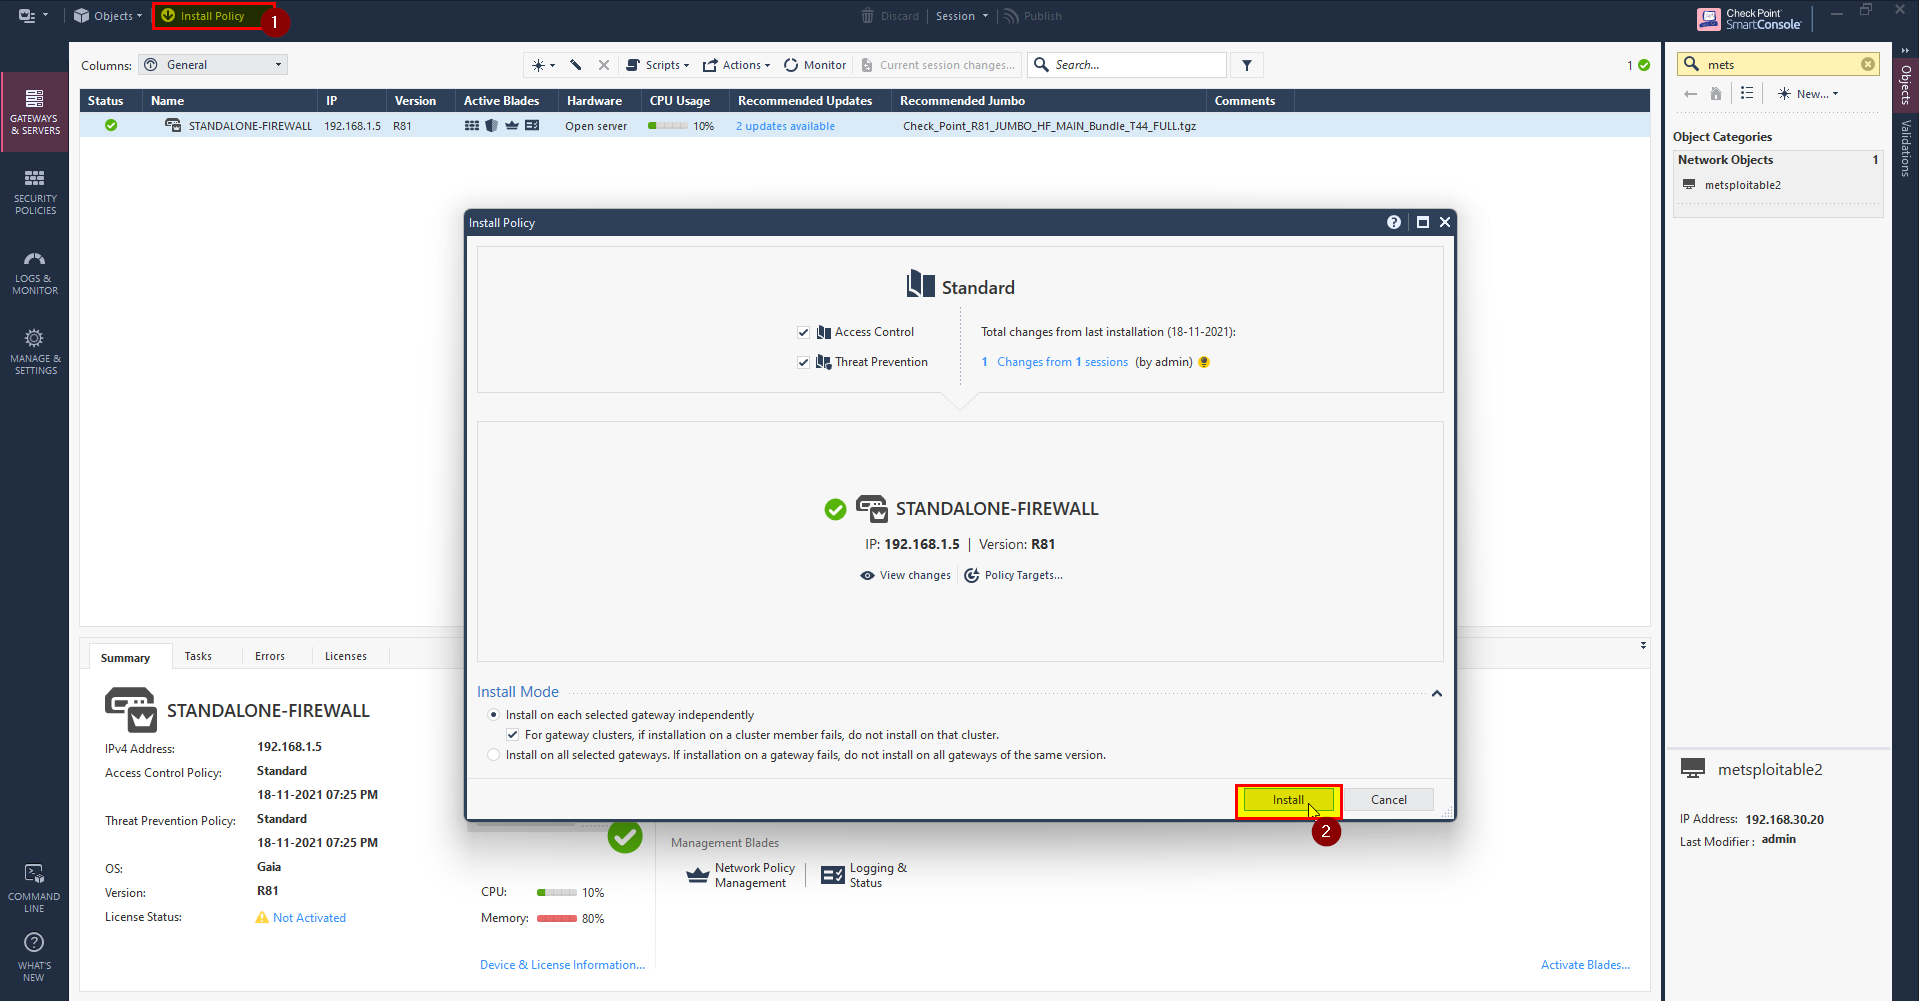 Objects
Install Policy
1
Discard
Session
Publish
Check Point
SmartConsole
Columns:
General
Scripts
Actions
Monitor
Current session changes...
Search...
1
Status Name IP Version Active Blades Hardware CPU Usage Recommended Updates Recommended Jumbo Comments
STANDALONE-FIREWALL 192.168.1.5 R81 Open server 10% 2 updates available Check_Point_R81_JUMBO_HF_MAIN_Bundle_T44_FULL.tgz
GATEWAYS
& SERVERS
SECURITY
POLICIES
LOGS &
MONITOR
MANAGE &
SETTINGS
COMMAND
LINE
WHAT'S
NEW
Install Policy
Standard
Access Control
Threat Prevention
Total changes from last installation (18-11-2021):
1 Changes from 1 sessions (by admin)
STANDALONE-FIREWALL
IP: 192.168.1.5 | Version: R81
View changes
Policy Targets...
Install Mode
Install on each selected gateway independently
For gateway clusters, if installation on a cluster member fails, do not install on that cluster.
Install on all selected gateways. If installation on a gateway fails, do not install on all gateways of the same version.
Install
Cancel
2
Summary
Tasks
Errors
Licenses
STANDALONE-FIREWALL
IPv4 Address: 192.168.1.5
Access Control Policy: Standard
18-11-2021 07:25 PM
Threat Prevention Policy: Standard
18-11-2021 07:25 PM
OS: Gaia
Version: R81
License Status: Not Activated
CPU: 10%
Memory: 80%
Device & License Information...
Management Blades
Network Policy
Management
Logging &
Status
Activate Blades...
mets
New...
Object Categories
Network Objects 1
metsploitable2
metsploitable2
IP Address: 192.168.30.20
Last Modifier : admin
Objects
Validations